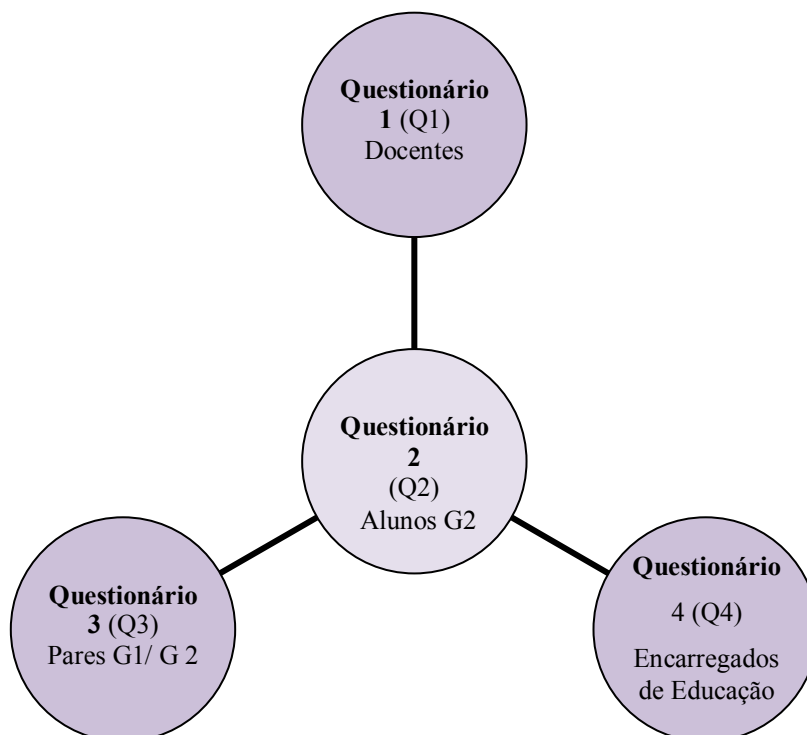 Questionário
1 (Q1)
Docentes
Questionário
2
(Q2)
Alunos G2
Questionário
3 (Q3)
Pares G1/ G 2
Questionário
4 (Q4)
Encarregados
de Educação